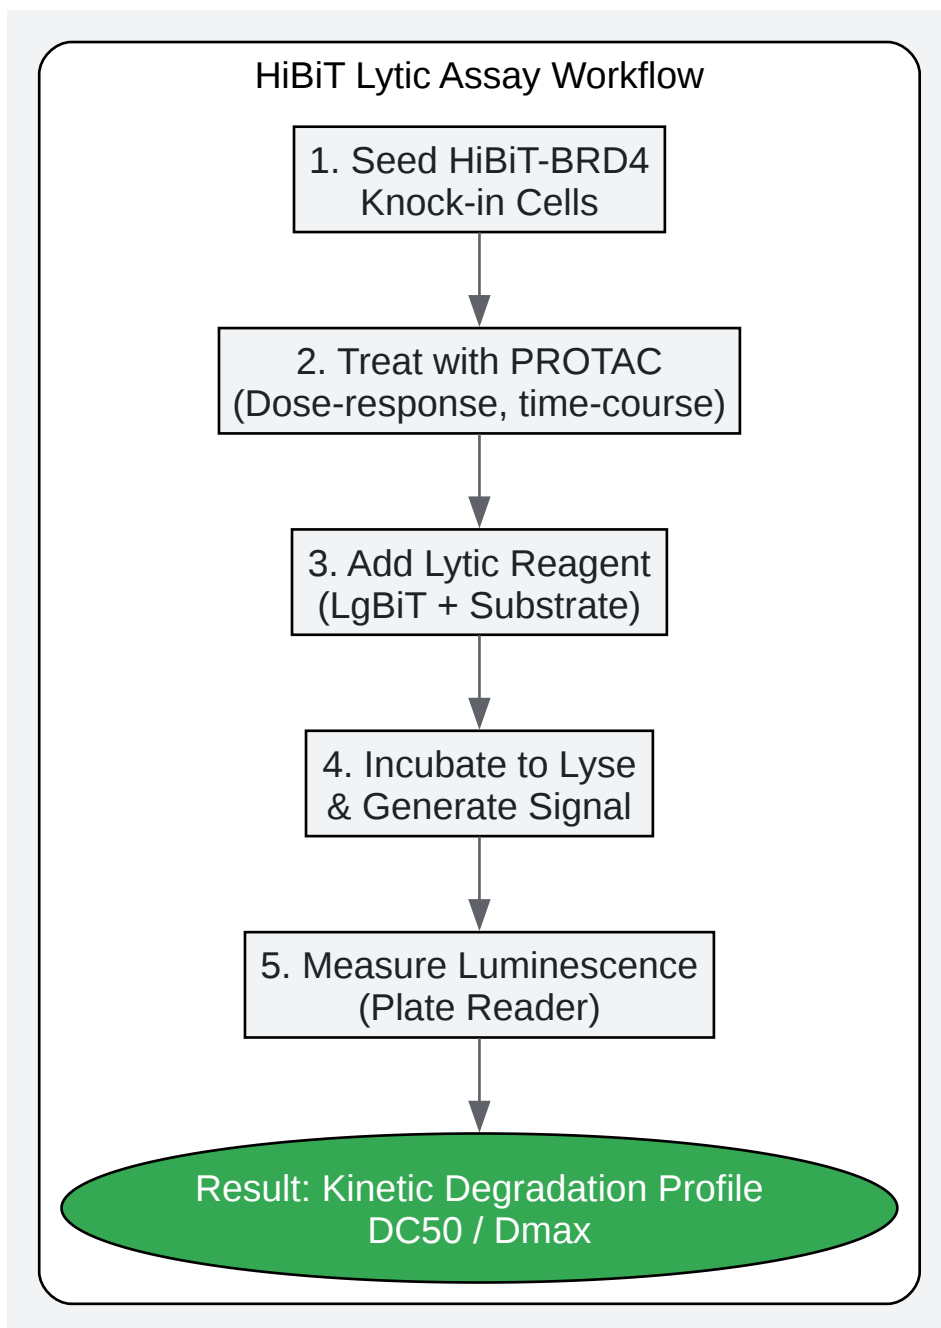 HiBiT Lytic Assay Workflow
1. Seed HiBiT-BRD4
Knock-in Cells
2. Treat with PROTAC
(Dose-response, time-course)
3. Add Lytic Reagent
(LgBiT + Substrate)
4. Incubate to Lyse
& Generate Signal
5. Measure Luminescence
(Plate Reader)
Result: Kinetic Degradation Profile
DC50 / Dmax